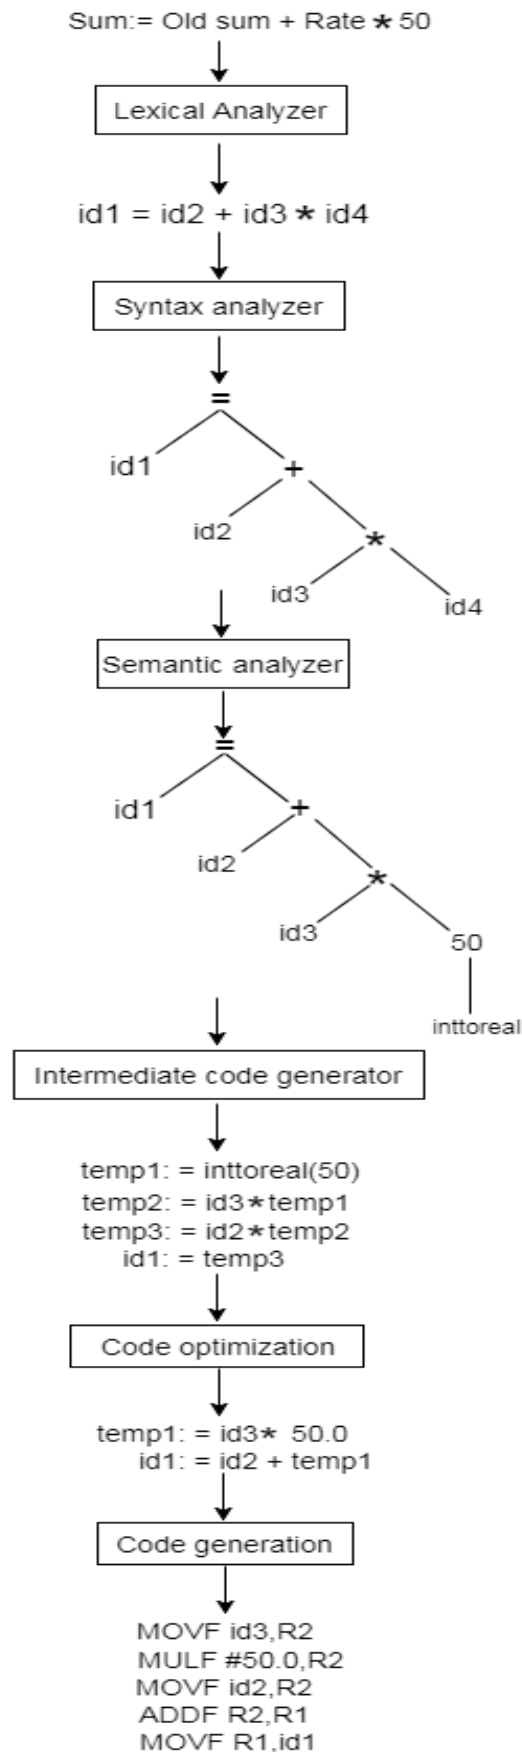 Sum:= Old sum + Rate * 50
Lexical Analyzer
id1 = id2 + id3 * id4
Syntax analyzer
=
id1
+
id2
*
id3
id4
Semantic analyzer
=
id1
+
id2
*
id3
50
inttoreal
Intermediate code generator
temp1: = inttoreal(50)
temp2: = id3*temp1
temp3: = id2*temp2
id1: = temp3
Code optimization
temp1: = id3* 50.0
id1: = id2 + temp1
Code generation
MOVF id3,R2
MULF #50.0,R2
MOVF id2,R2
ADDF R2,R1
MOVF R1,id1